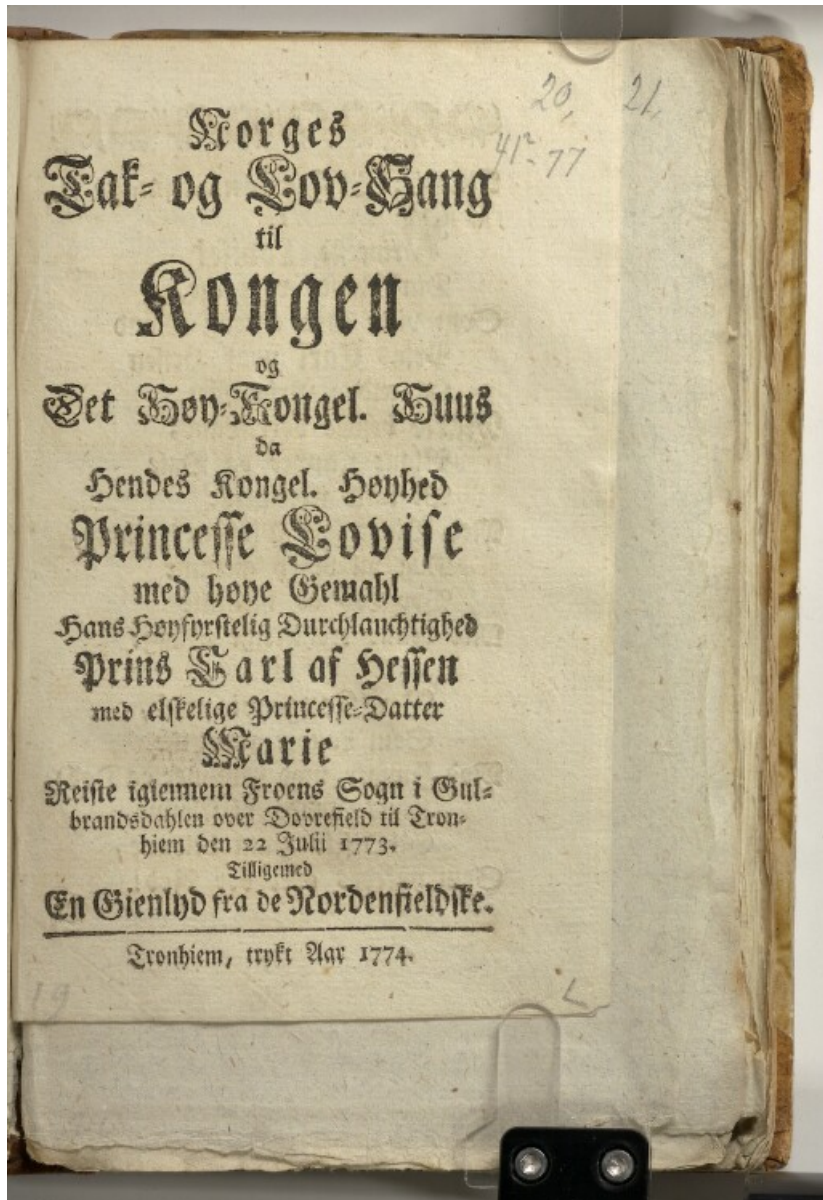 20,
21,
41r-77
Norges
Tak- og Lov-Sang
til
Kongen
og
Det Høy-Kongel. Huus
da
Hendes Kongel. Høyhed
Princesse Lovise
med høye Gemahl
Hans Høyfyrstelig Durchlauchtighed
Prins Carl af Hessen
med elskelige Princesse-Datter
Marie
Reiste igiennem Froens Sogn i Gul-
brandsdahlen over Dovrefield til Tron-
hiem den 22 Julii 1773.
Tilligemed
En Gienlyd fra de Nordenfieldske.
Tronhiem, trykt Aar 1774.
19